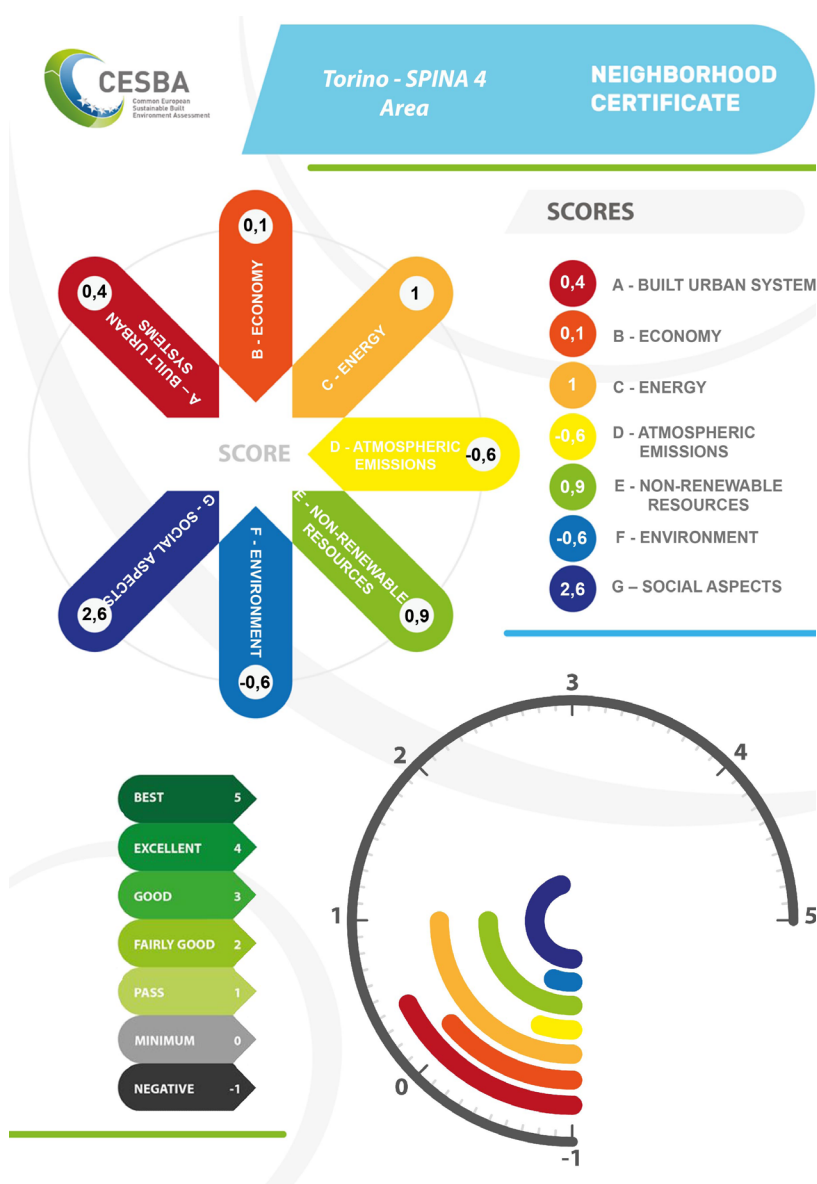 CESBA
Common European
Sustainable Built
Environment Assessment
Torino - SPINA 4
Area
NEIGHBORHOOD
CERTIFICATE
0,4
A – BUILT URBAN
SYSTEMS
0,1
B - ECONOMY
1
C - ENERGY
D - ATMOSPHERIC
EMISSIONS
-0,6
E - NON-RENEWABLE
RESOURCES
0,9
F - ENVIRONMENT
-0,6
G - SOCIAL ASPECTS
2,6
SCORE
SCORES
0,4 A - BUILT URBAN SYSTEM
0,1 B - ECONOMY
1 C - ENERGY
-0,6 D - ATMOSPHERIC
EMISSIONS
0,9 E - NON-RENEWABLE
RESOURCES
-0,6 F - ENVIRONMENT
2,6 G – SOCIAL ASPECTS
BEST 5
EXCELLENT 4
GOOD 3
FAIRLY GOOD 2
PASS 1
MINIMUM 0
NEGATIVE -1
3
2
4
1
5
0
-1